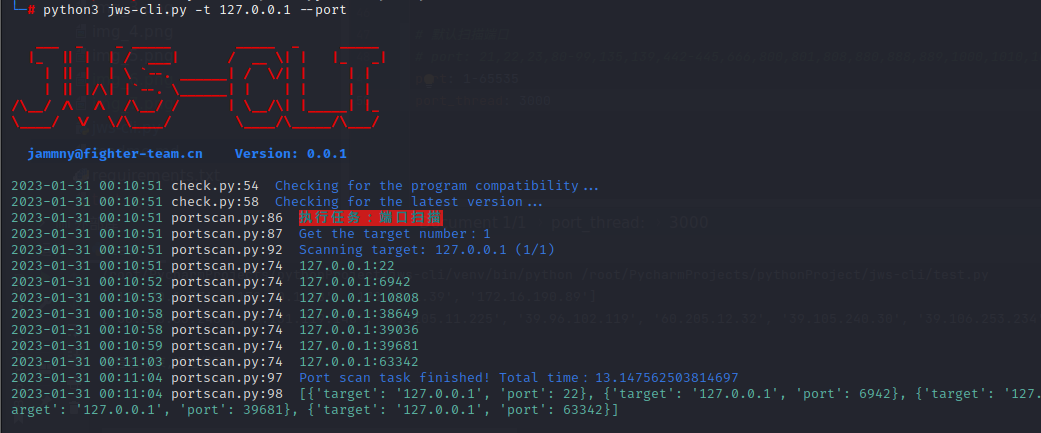 └─# python3 jws-cli.py -t 127.0.0.1 --port
JWS-CLI
jammny@fighter-team.cn    Version: 0.0.1
2023-01-31 00:10:51 check.py:54  Checking for the program compatibility...
2023-01-31 00:10:51 check.py:58  Checking for the latest version...
2023-01-31 00:10:51 portscan.py:86  执行任务：端口扫描
2023-01-31 00:10:51 portscan.py:87  Get the target number：1
2023-01-31 00:10:51 portscan.py:92  Scanning target: 127.0.0.1 (1/1)
2023-01-31 00:10:51 portscan.py:74  127.0.0.1:22
2023-01-31 00:10:52 portscan.py:74  127.0.0.1:6942
2023-01-31 00:10:53 portscan.py:74  127.0.0.1:10808
2023-01-31 00:10:58 portscan.py:74  127.0.0.1:38649
2023-01-31 00:10:58 portscan.py:74  127.0.0.1:39036
2023-01-31 00:10:59 portscan.py:74  127.0.0.1:39681
2023-01-31 00:11:03 portscan.py:74  127.0.0.1:63342
2023-01-31 00:11:04 portscan.py:97  Port scan task finished! Total time：13.147562503814697
2023-01-31 00:11:04 portscan.py:98  [{'target': '127.0.0.1', 'port': 22}, {'target': '127.0.0.1', 'port': 6942}, {'target': '127.
arget': '127.0.0.1', 'port': 39681}, {'target': '127.0.0.1', 'port': 63342}]